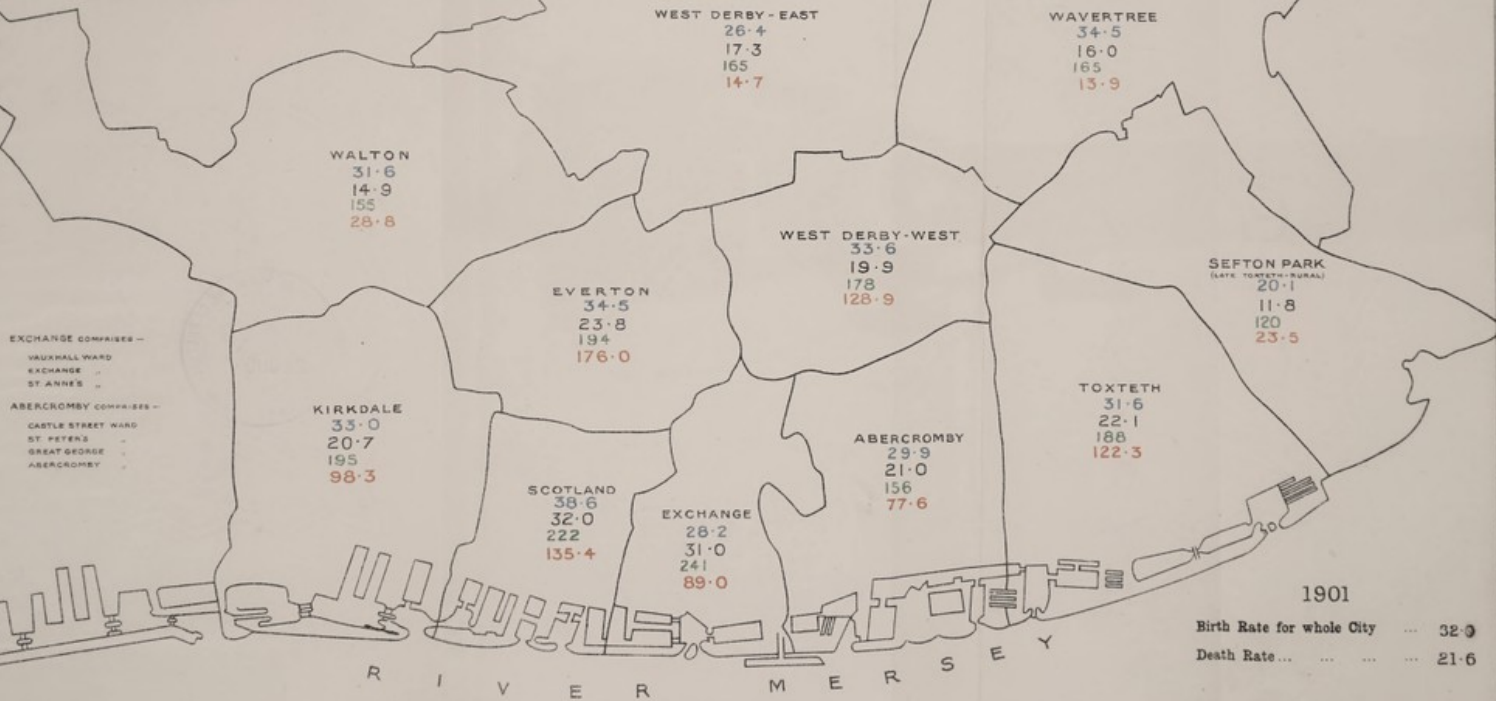 WEST DERBY-EAST
26·4
17·3
165
14·7
WAVERTREE
34·5
16·0
165
13·9
WALTON
31·6
14·9
155
28·8
WEST DERBY-WEST
33·6
19·9
178
128·9
SEFTON PARK
(LATE TOXTETH-RURAL)
20·1
11·8
120
23·5
EVERTON
34·5
23·8
194
176·0
EXCHANGE COMPRISES –
VAUXHALL WARD
EXCHANGE "
ST ANNE'S "
ABERCROMBY COMPRISES –
CASTLE STREET WARD
ST. PETER'S "
GREAT GEORGE "
ABERCROMBY "
KIRKDALE
33·0
20·7
195
98·3
TOXTETH
31·6
22·1
188
122·3
ABERCROMBY
29·9
21·0
156
77·6
SCOTLAND
38·6
32·0
222
135·4
EXCHANGE
28·2
31·0
241
89·0
RIVER MERSEY
1901
Birth Rate for whole City ... 32·9
Death Rate ... ... ... ... 21·6